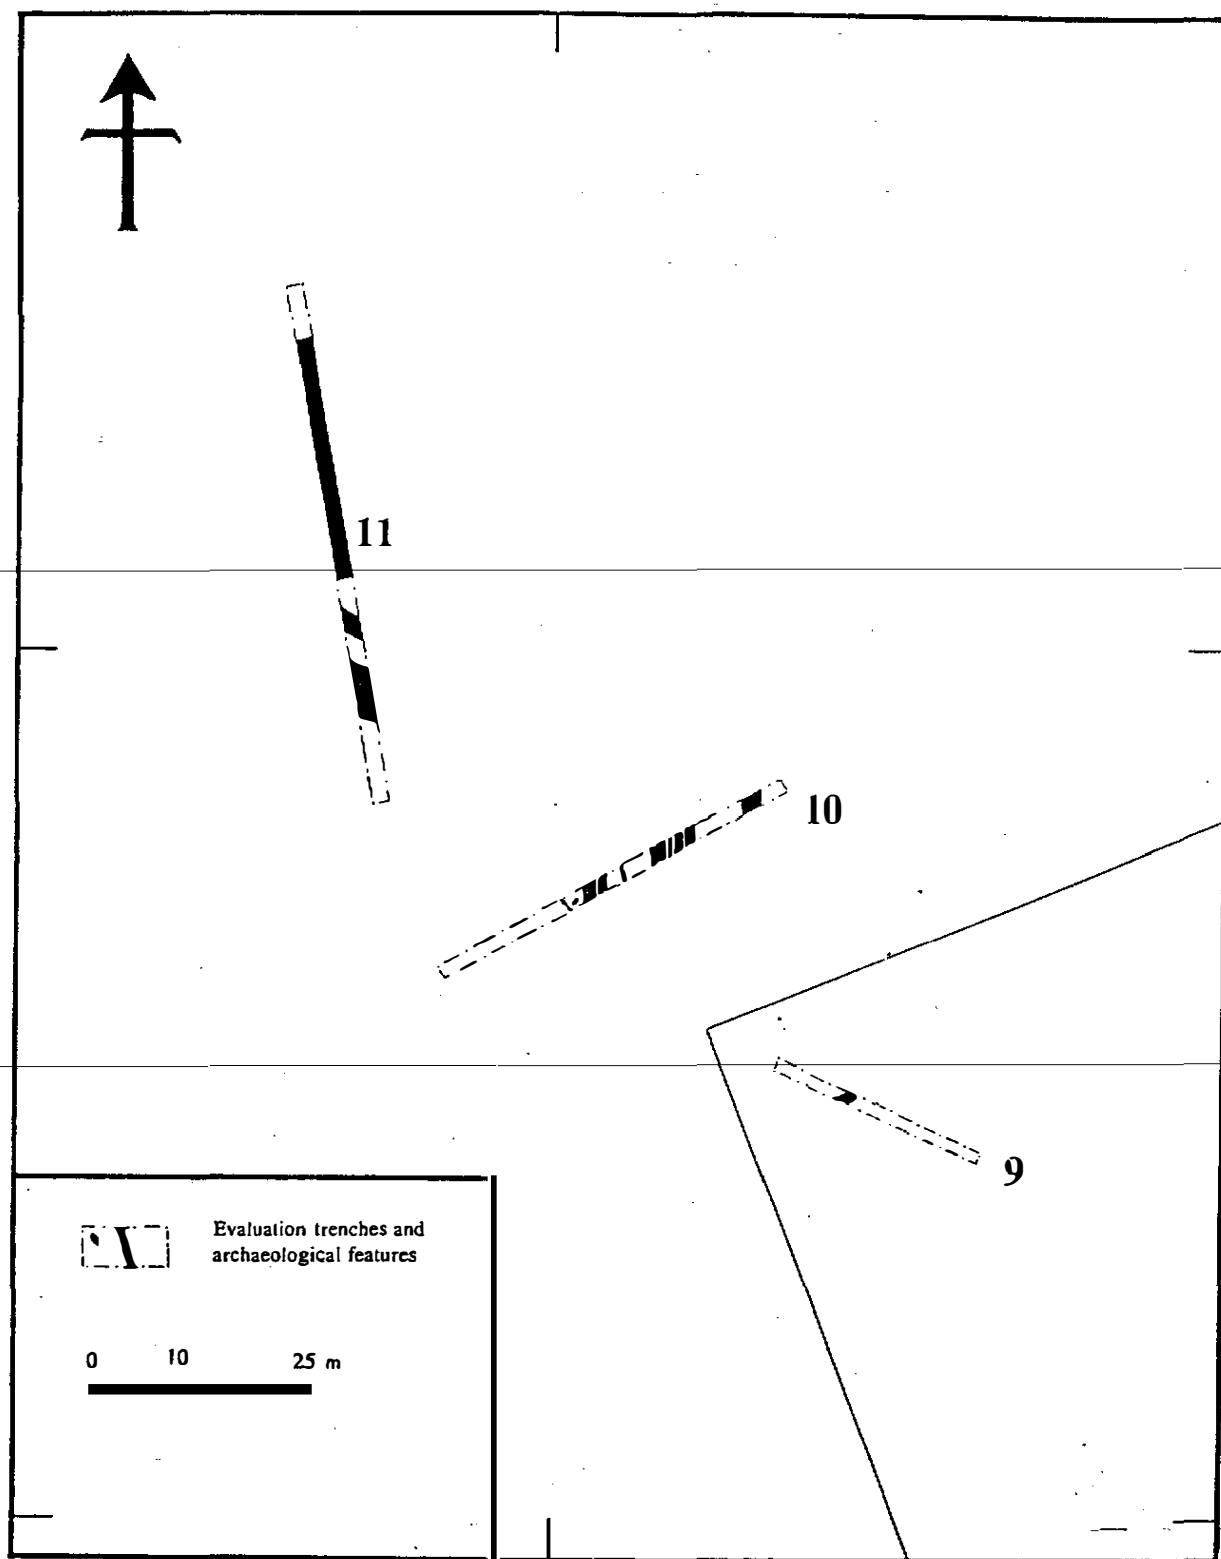 11
10
9
Evaluation trenches and
archaeological features
0 10 25 m